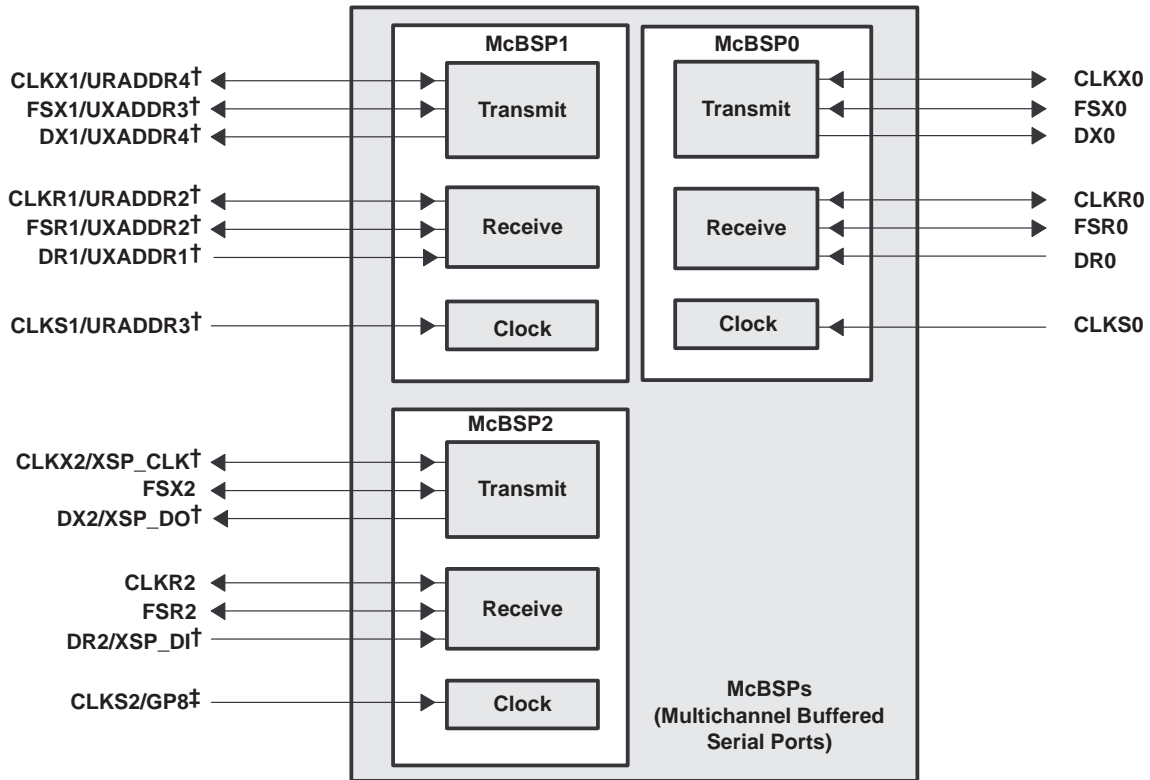 McBSP1
CLKX1/URADDR4†
FSX1/UXADDR3†
DX1/UXADDR4†
Transmit
CLKR1/URADDR2†
FSR1/UXADDR2†
DR1/UXADDR1†
Receive
CLKS1/URADDR3†
Clock
McBSP0
Transmit
CLKX0
FSX0
DX0
Receive
CLKR0
FSR0
DR0
Clock
CLKS0
McBSP2
CLKX2/XSP_CLK†
FSX2
DX2/XSP_DO†
Transmit
CLKR2
FSR2
DR2/XSP_DI†
Receive
CLKS2/GP8‡
Clock
McBSPs
(Multichannel Buffered
Serial Ports)